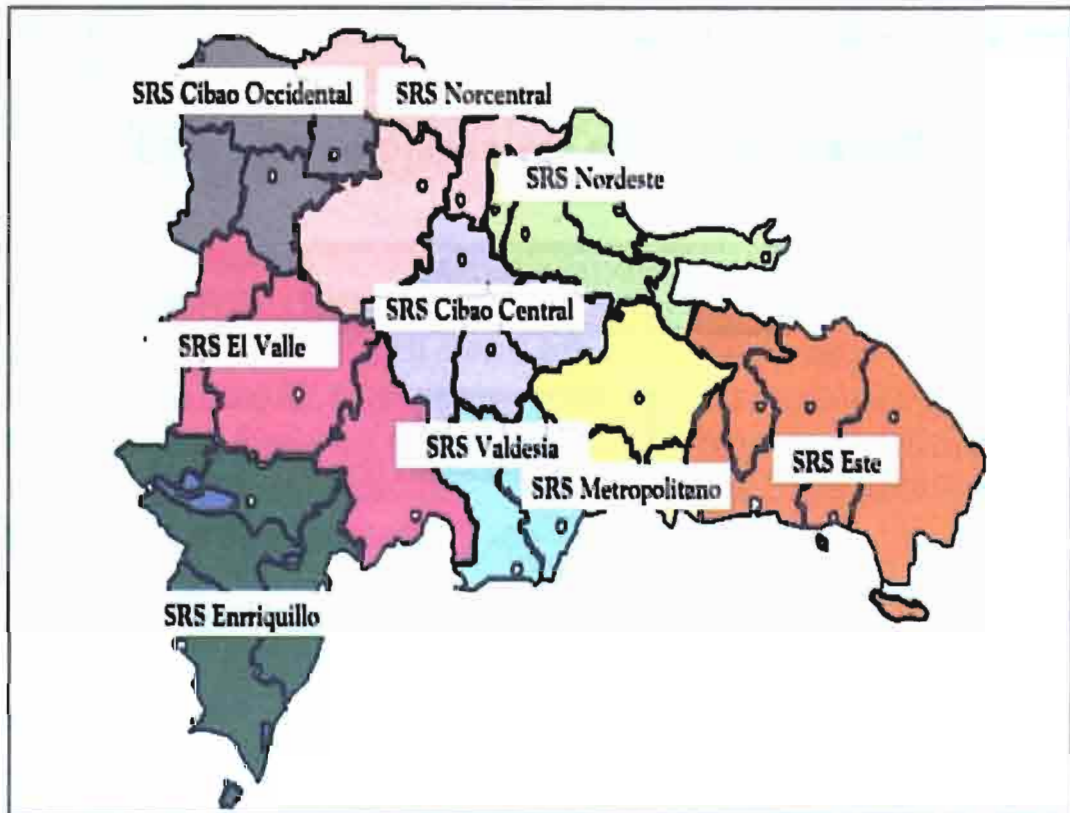 SRS Cibao Occidental
SRS Norcentral
SRS Nordeste
SRS Cibao Central
SRS El Valle
SRS Valdesia
SRS Este
SRS Metropolitano
SRS Enrriquillo